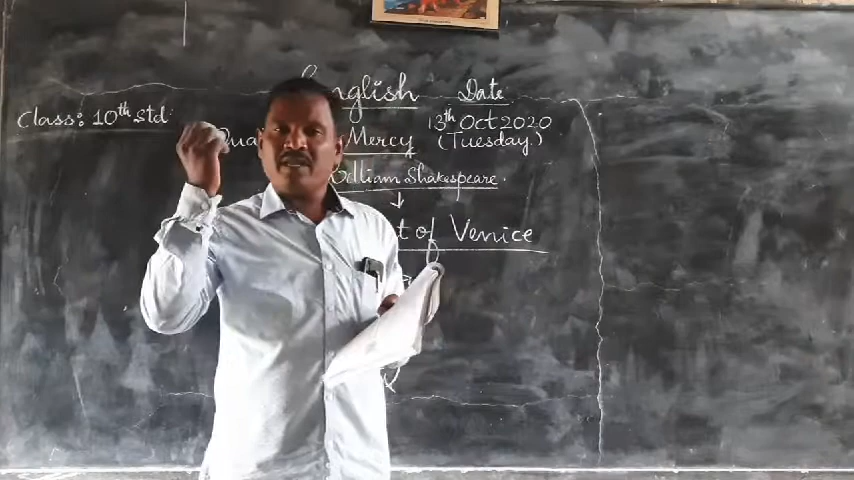 English Date
Class: 10th Std 13th Oct 2020
Mercy (Tuesday.)
William Shakespeare.
of Venice